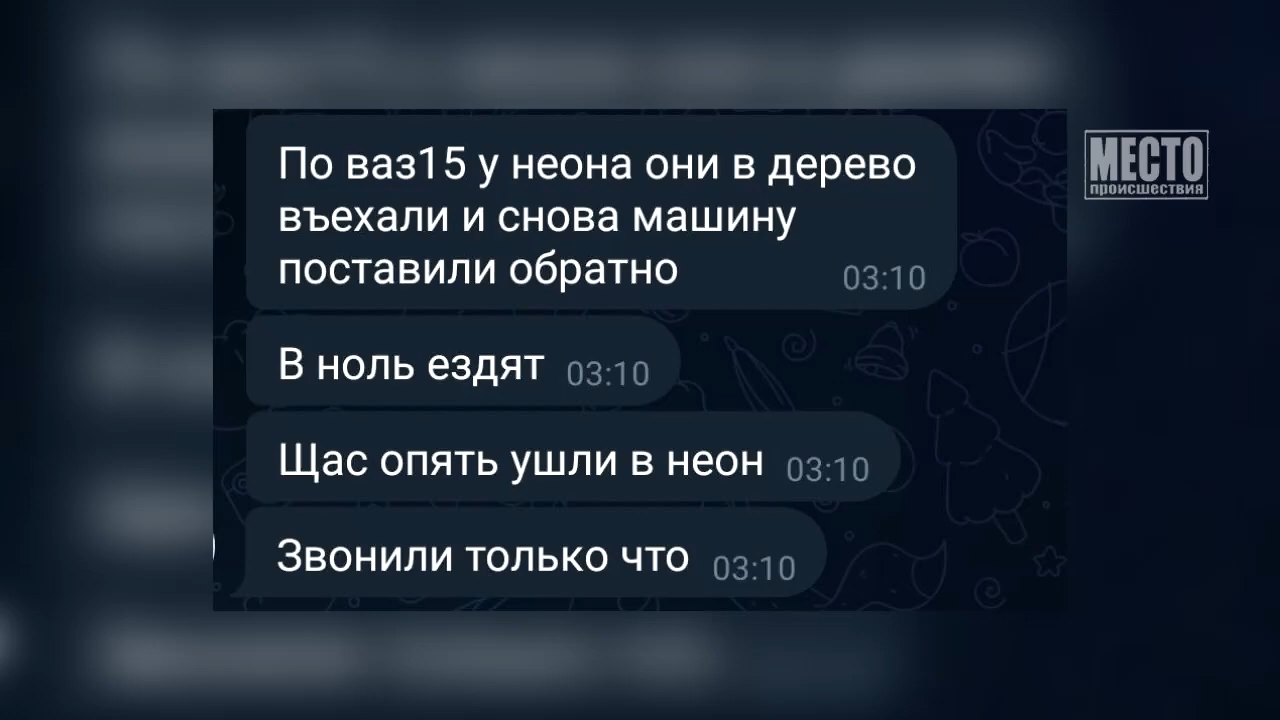 По ваз15 у неона они в дерево
въехали и снова машину
поставили обратно 03:10
В ноль ездят 03:10
Щас опять ушли в неон 03:10
Звонили только что 03:10
МЕСТО
происшествия